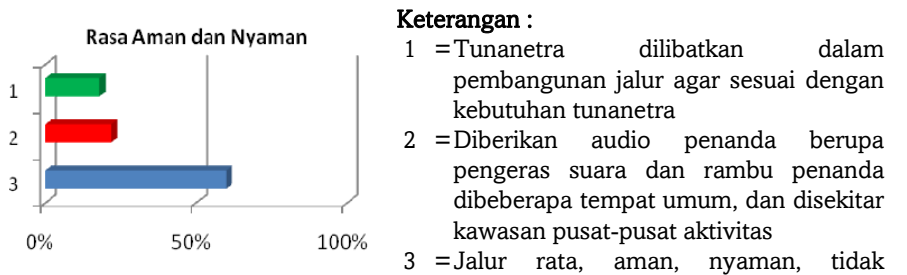 Rasa Aman dan Nyaman
1
2
3
0%
50%
100%
Keterangan :
1 =Tunanetra dilibatkan dalam
pembangunan jalur agar sesuai dengan
kebutuhan tunanetra
2 =Diberikan audio penanda berupa
pengeras suara dan rambu penanda
dibeberapa tempat umum, dan disekitar
kawasan pusat-pusat aktivitas
3 =Jalur rata, aman, nyaman, tidak